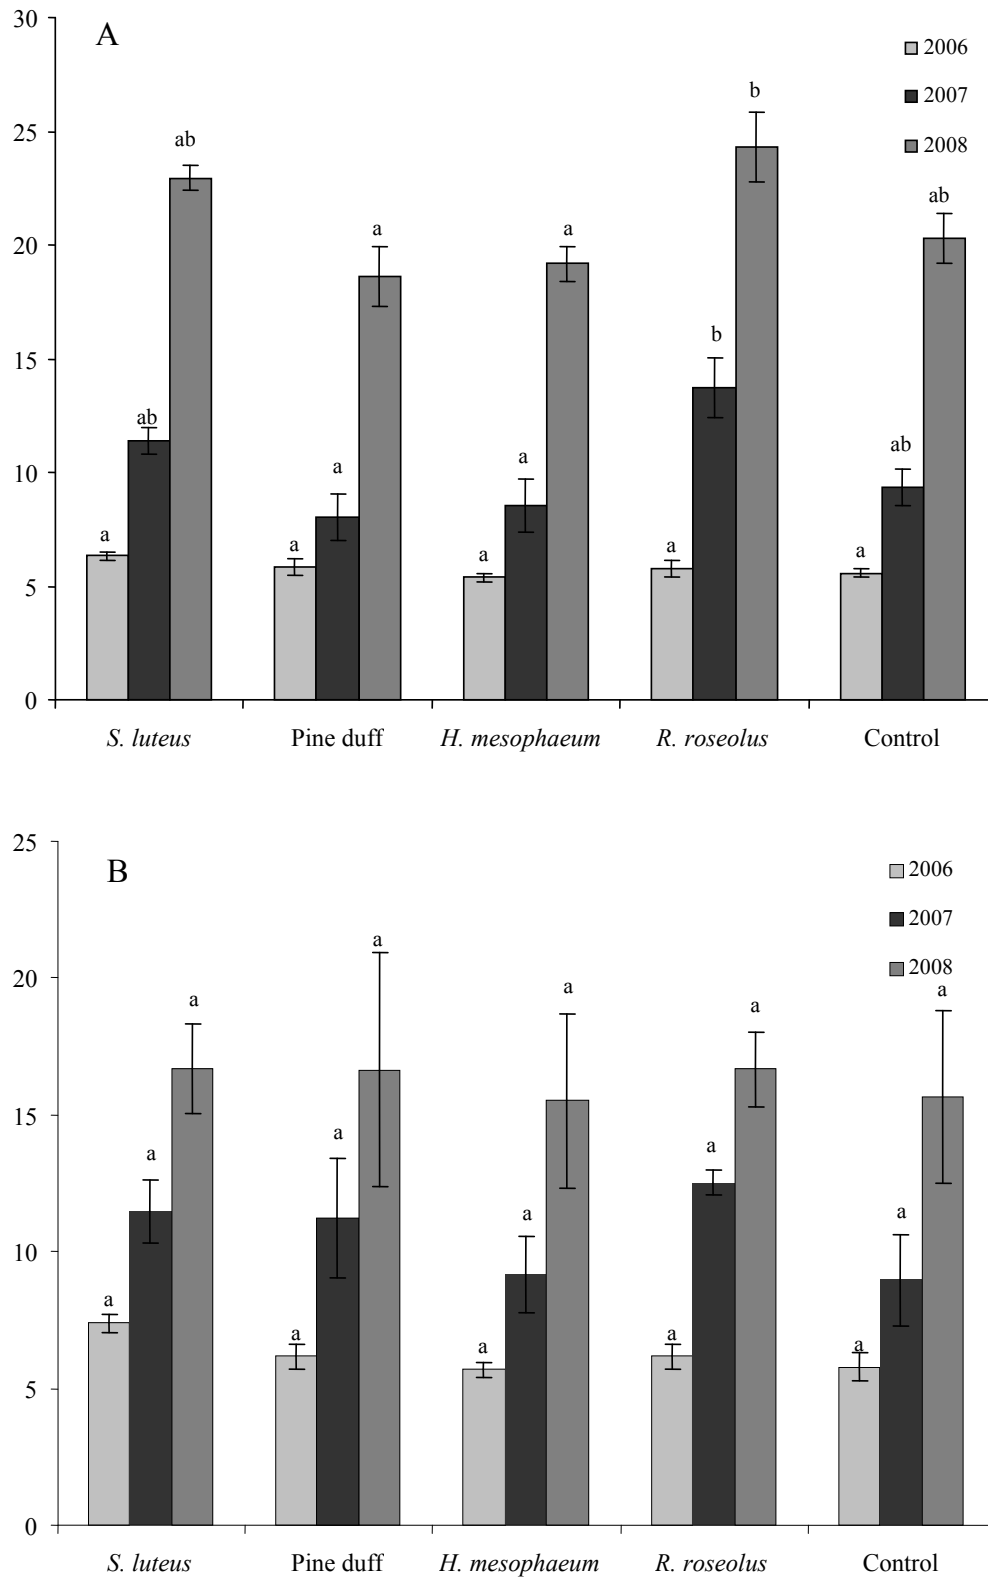 30
A
2006
2007
b
2008
25
ab
b
ab
20
a
a
15
b
ab
ab
10
a
a
a
a
a
a
a
5
0
S. luteus
Pine duff
H. mesophaeum
R. roseolus
Control
25
B
2006
2007
2008
20
a
a
a
a
a
15
a
a
a
a
a
10
a
a
a
a
a
5
0
S. luteus
Pine duff
H. mesophaeum
R. roseolus
Control